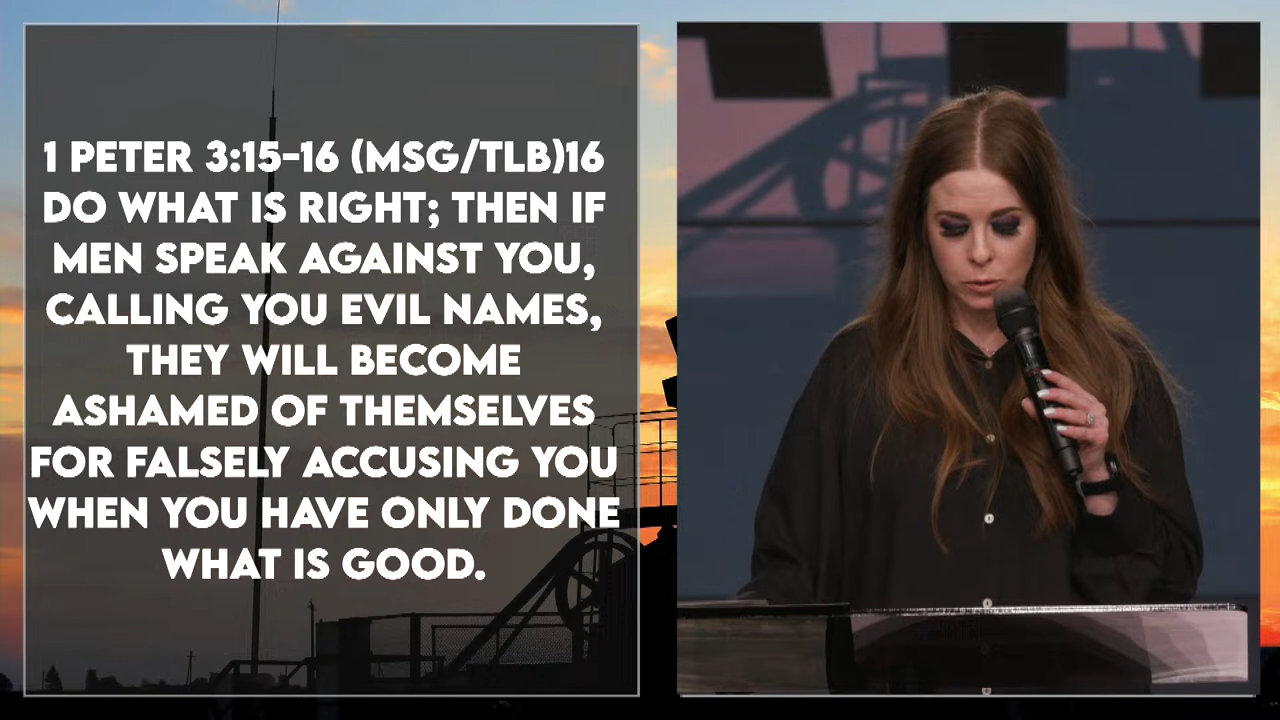 1 PETER 3:15-16 (MSG/TLB)16
DO WHAT IS RIGHT; THEN IF
MEN SPEAK AGAINST YOU,
CALLING YOU EVIL NAMES,
THEY WILL BECOME
ASHAMED OF THEMSELVES
FOR FALSELY ACCUSING YOU
WHEN YOU HAVE ONLY DONE
WHAT IS GOOD.